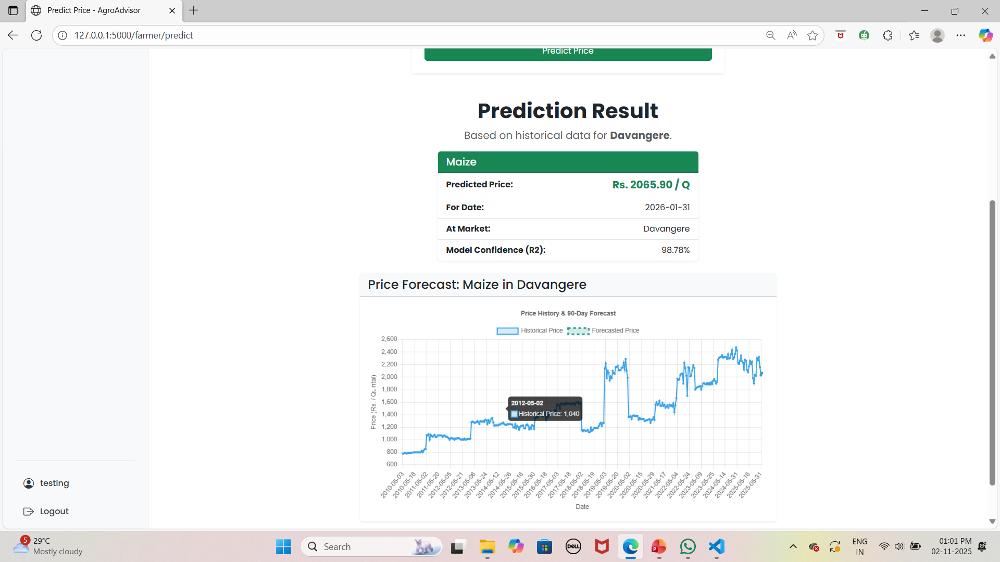 Predict Price - AgroAdvisor
127.0.0.1:5000/farmer/predict
Predict Price
Prediction Result
Based on historical data for Davangere.
Maize
Predicted Price: Rs. 2065.90 / Q
For Date: 2026-01-31
At Market: Davangere
Model Confidence (R2): 98.78%
Price Forecast: Maize in Davangere
Price History & 90-Day Forecast
Historical Price Forecasted Price
2,600
2,400
2,200
2,000
1,800
1,600
1,400
1,200
1,000
800
600
Price (Rs. / Quintal)
2012-05-02
Historical Price: 1,040
2010-05-03 2010-05-18 2011-05-02 2011-05-20 2012-05-05 2012-05-21 2013-05-06 2013-05-24 2014-05-12 2014-05-26 2015-05-16 2015-05-30 2016-05-18 2017-05-03 2017-05-18 2018-05-02 2018-05-19 2019-05-03 2019-05-20 2020-05-02 2020-05-15 2020-05-29 2021-05-17 2022-05-04 2022-05-24 2023-05-09 2023-05-25 2024-05-14 2024-05-31 2025-05-16 2025-05-31
Date
testing
Logout
5
29°C
Mostly cloudy
Search
DELL
P
ENG
IN
01:01 PM
02-11-2025